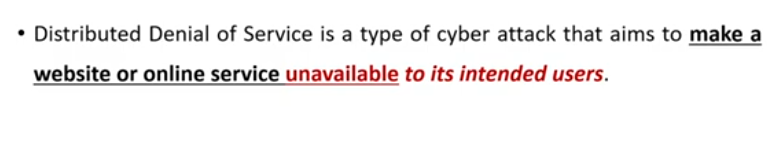 • Distributed Denial of Service is a type of cyber attack that aims to make a
website or online service unavailable to its intended users.